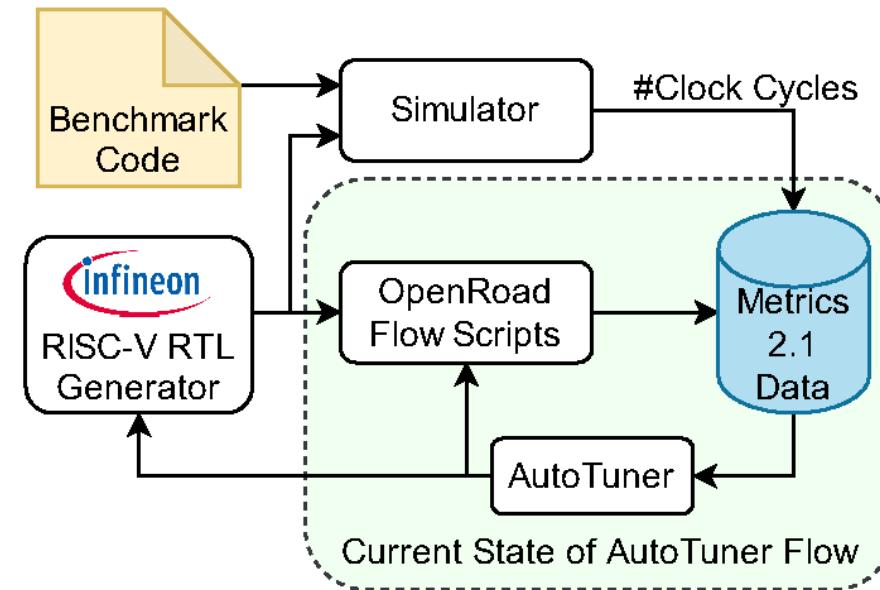 Benchmark
Code
Simulator
#Clock Cycles
infineon
RISC-V RTL
Generator
OpenRoad
Flow Scripts
Metrics
2.1
Data
AutoTuner
Current State of AutoTuner Flow